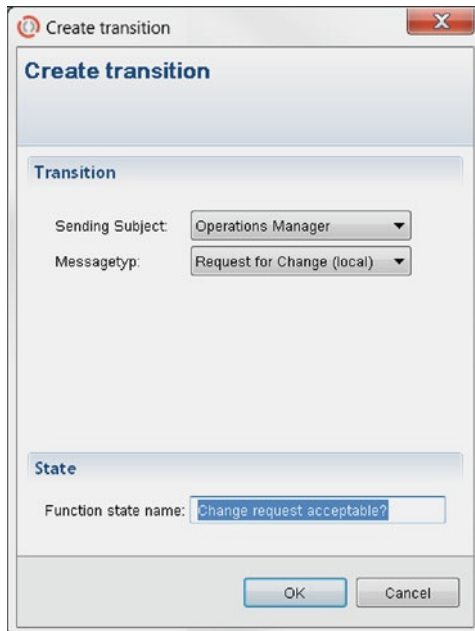 Create transition
Create transition
Transition
Sending Subject: Operations Manager
Messagetyp: Request for Change (local)
State
Function state name: Change request acceptable?
OK Cancel